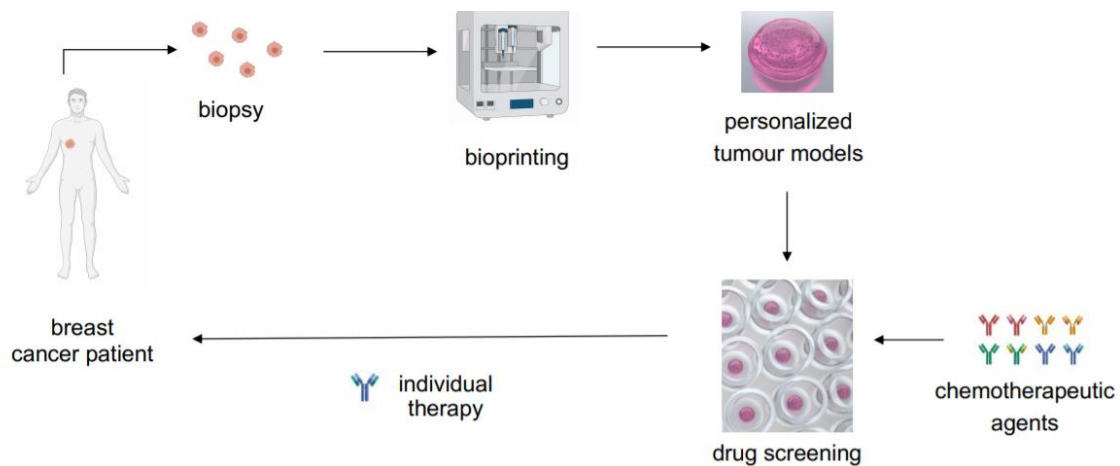 biopsy
bioprinting
personalized
tumour models
breast
cancer patient
individual
therapy
drug screening
chemotherapeutic
agents